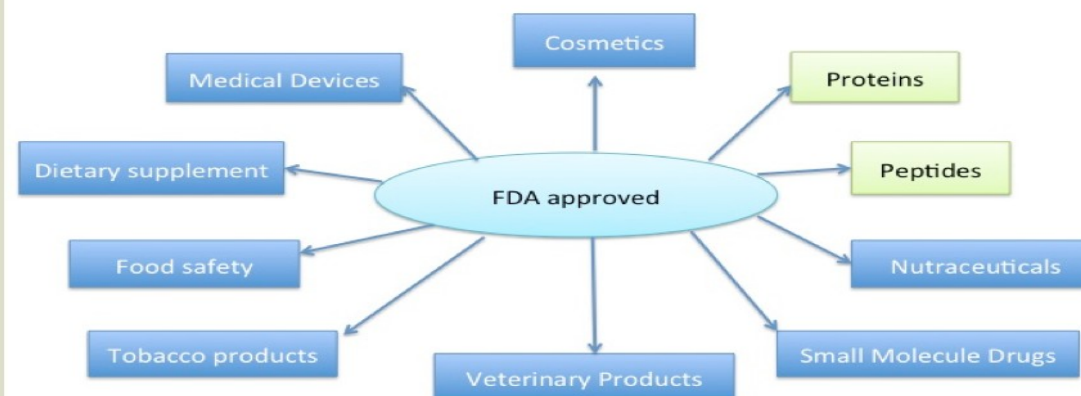 Cosmetics
Medical Devices
Proteins
Dietary supplement
Peptides
FDA approved
Food safety
Nutraceuticals
Tobacco products
Small Molecule Drugs
Veterinary Products